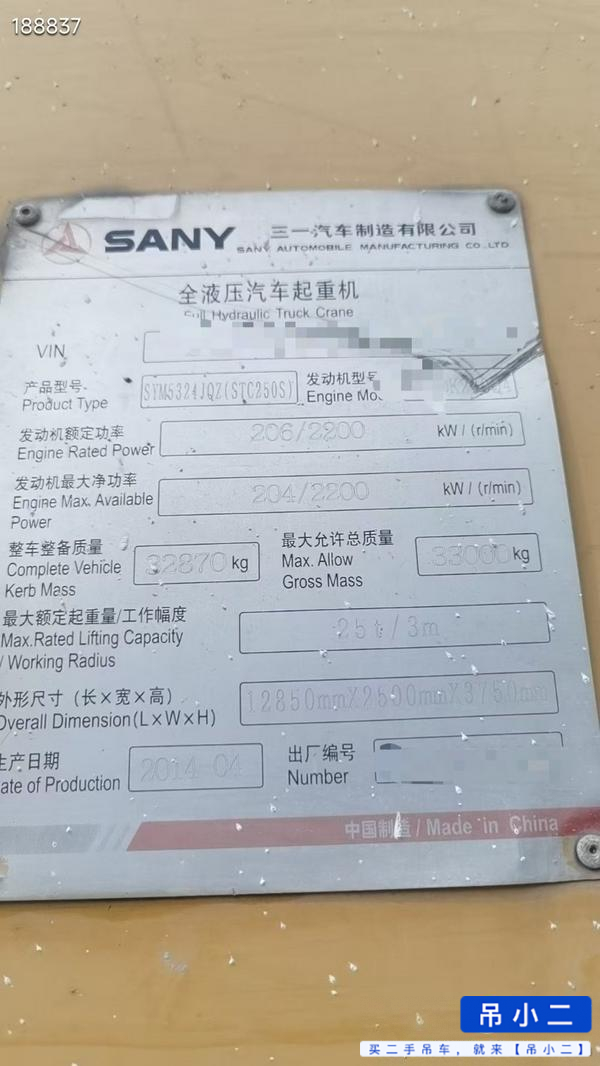 188837
SANY 三一汽车制造有限公司
SANY AUTOMOBILE MANUFACTURING CO.,LTD
全液压汽车起重机
Full Hydraulic Truck Crane
VIN
产品型号 SYM5324JQZ(STC250S) 发动机型号
Product Type Engine
发动机额定功率 206/2200 kW / (r/min)
Engine Rated Power
发动机最大净功率 204/2200 kW / (r/min)
Engine Max. Available
Power
整车整备质量 32870 kg 最大允许总质量 33000 kg
Complete Vehicle Max. Allow
Kerb Mass Gross Mass
最大额定起重量/工作幅度 25t/3m
Max.Rated Lifting Capacity
/ Working Radius
外形尺寸（长×宽×高） 12850mmX2500mmX3750mm
Overall Dimension(L×W×H)
生产日期 2014-04 出厂编号
ate of Production Number
中国制造 / Made in China
吊小二
买二手吊车，就来【吊小二】